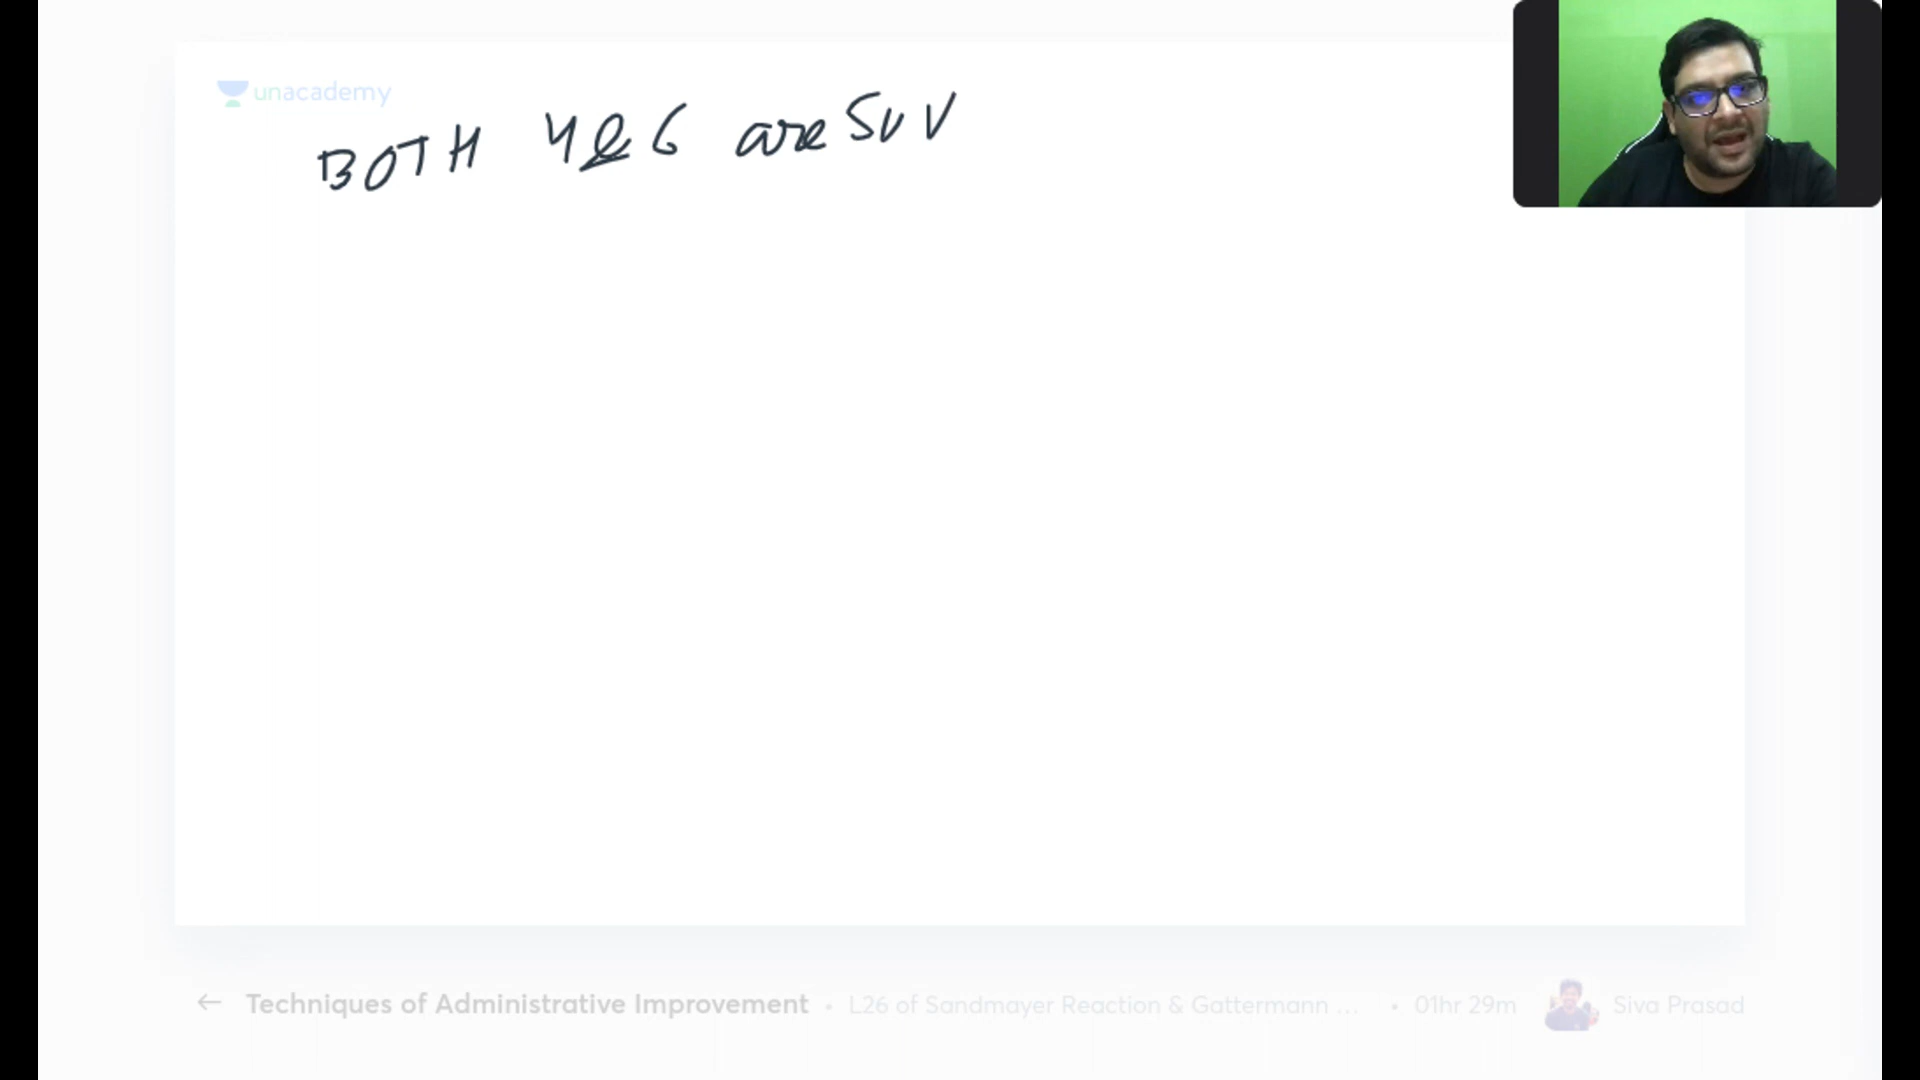 unacademy
BOTH 4 & 6 are SUV
Techniques of Administrative Improvement • L26 of Sandmayer Reaction & Gattermann ... • 01hr 29m Siva Prasad